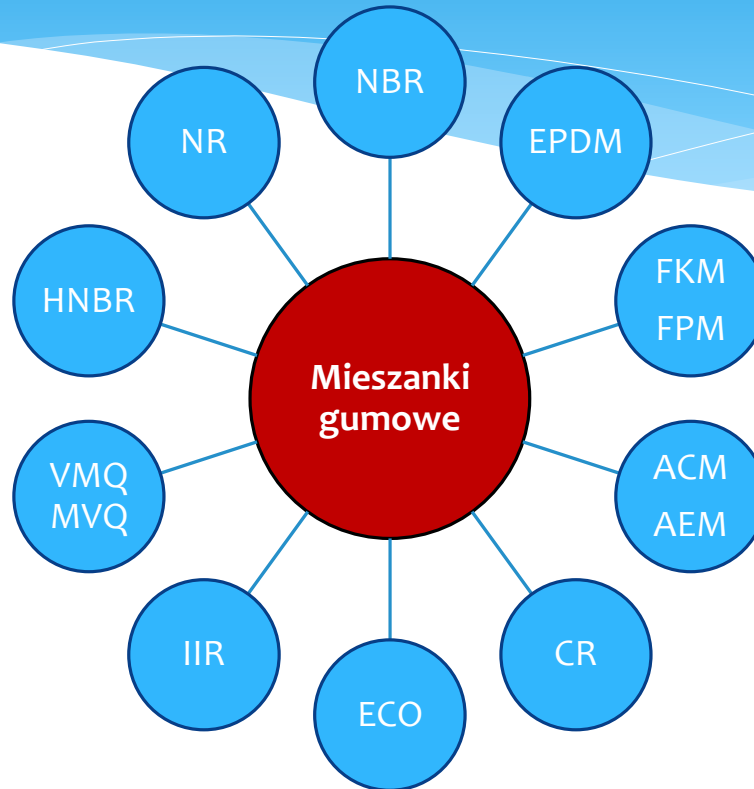 NBR
NR
EPDM
HNBR
FKM
FPM
Mieszanki
gumowe
VMQ
MVQ
ACM
AEM
IIR
CR
ECO